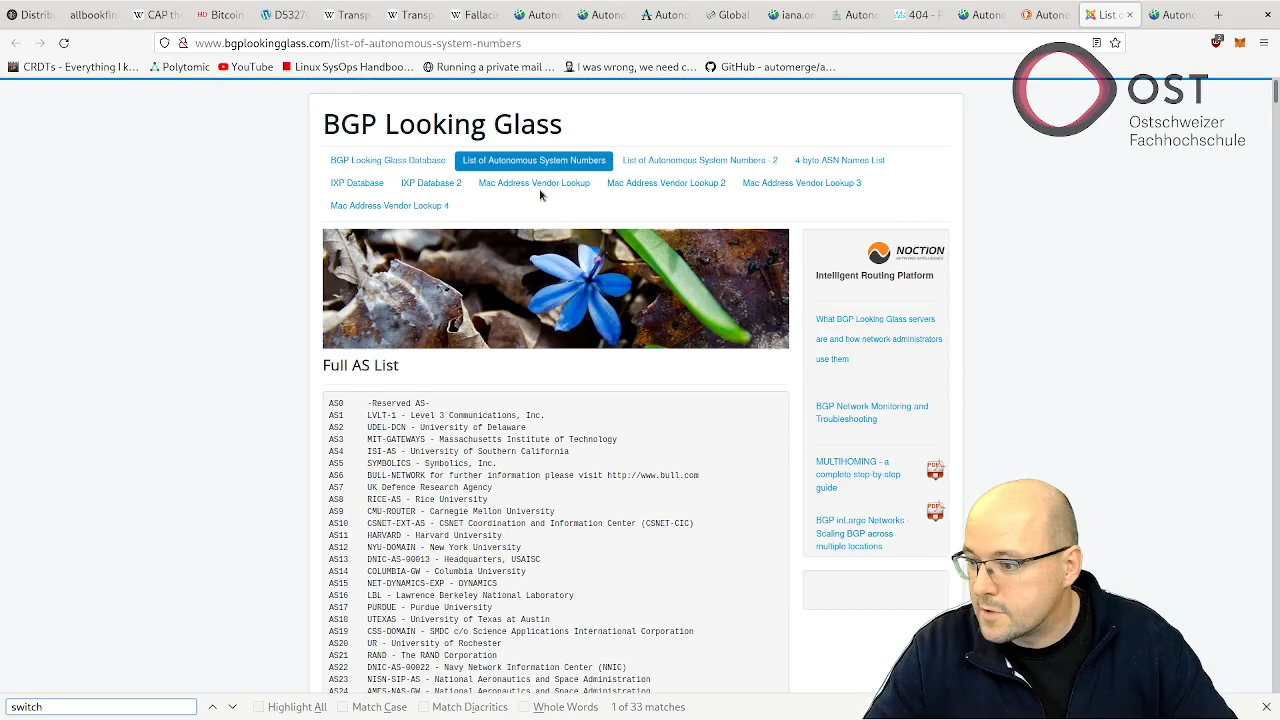 Distrib
allbookfin
CAP th
Bitcoin
DS327(
Transp
Transp
Fallacie
Autono
Autono
Autono
Global
iana.or
Autono
404 - P
Autono
Autono
List o
Autono
www.bgplookingglass.com/list-of-autonomous-system-numbers
2
CRDTs - Everything I k...
Polytomic
YouTube
Linux SysOps Handboo...
Running a private mail ...
I was wrong, we need c...
GitHub - automerge/a...
OST
Ostschweizer
Fachhochschule
BGP Looking Glass
BGP Looking Glass Database List of Autonomous System Numbers List of Autonomous System Numbers - 2 4-byte ASN Names List
IXP Database IXP Database 2 Mac Address Vendor Lookup Mac Address Vendor Lookup 2 Mac Address Vendor Lookup 3
Mac Address Vendor Lookup 4
Full AS List
AS0 -Reserved AS-
AS1 LVLT-1 - Level 3 Communications, Inc.
AS2 UDEL-DCN - University of Delaware
AS3 MIT-GATEWAYS - Massachusetts Institute of Technology
AS4 ISI-AS - University of Southern California
AS5 SYMBOLICS - Symbolics, Inc.
AS6 BULL-NETWORK for further information please visit http://www.bull.com
AS7 UK Defence Research Agency
AS8 RICE-AS - Rice University
AS9 CMU-ROUTER - Carnegie Mellon University
AS10 CSNET-EXT-AS - CSNET Coordination and Information Center (CSNET-CIC)
AS11 HARVARD - Harvard University
AS12 NYU-DOMAIN - New York University
AS13 DNIC-AS-00013 - Headquarters, USAISC
AS14 COLUMBIA-GW - Columbia University
AS15 NET-DYNAMICS-EXP - DYNAMICS
AS16 LBL - Lawrence Berkeley National Laboratory
AS17 PURDUE - Purdue University
AS18 UTEXAS - University of Texas at Austin
AS19 CSS-DOMAIN - SMDC c/o Science Applications International Corporation
AS20 UR - University of Rochester
AS21 RAND - The RAND Corporation
AS22 DNIC-AS-00022 - Navy Network Information Center (NNIC)
AS23 NISN-SIP-AS - National Aeronautics and Space Administration
AS24 AMES-NAS-GW - National Aeronautics and Space Administration
NOCTION
Intelligent Routing Platform
What BGP Looking Glass servers
are and how network administrators
use them
BGP Network Monitoring and
Troubleshooting
MULTIHOMING - a
complete step-by-step
guide
PDF
BGP inLarge Networks -
Scaling BGP across
multiple locations
PDF
switch
Highlight All Match Case Match Diacritics Whole Words 1 of 33 matches